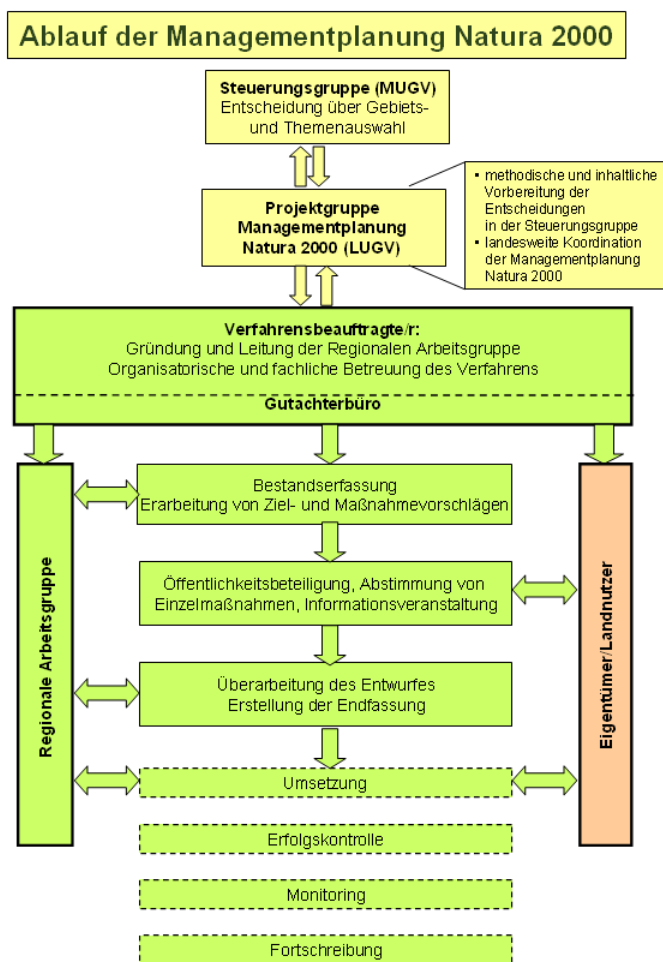 Ablauf der Managementplanung Natura 2000
Steuerungsgruppe (MUGV)
Entscheidung über Gebiets-
und Themenauswahl
Projektgruppe
Managementplanung
Natura 2000 (LUGV)
• methodische und inhaltliche
Vorbereitung der
Entscheidungen
in der Steuerungsgruppe
• landesweite Koordination
der Managementplanung
Natura 2000
Verfahrensbeauftragte/r:
Gründung und Leitung der Regionalen Arbeitsgruppe
Organisatorische und fachliche Betreuung des Verfahrens
Gutachterbüro
Regionale Arbeitsgruppe
Bestandserfassung
Erarbeitung von Ziel- und Maßnahmevorschlägen
Öffentlichkeitsbeteiligung, Abstimmung von
Einzelmaßnahmen, Informationsveranstaltung
Überarbeitung des Entwurfes
Erstellung der Endfassung
Umsetzung
Erfolgskontrolle
Monitoring
Fortschreibung
Eigentümer/Landnutzer